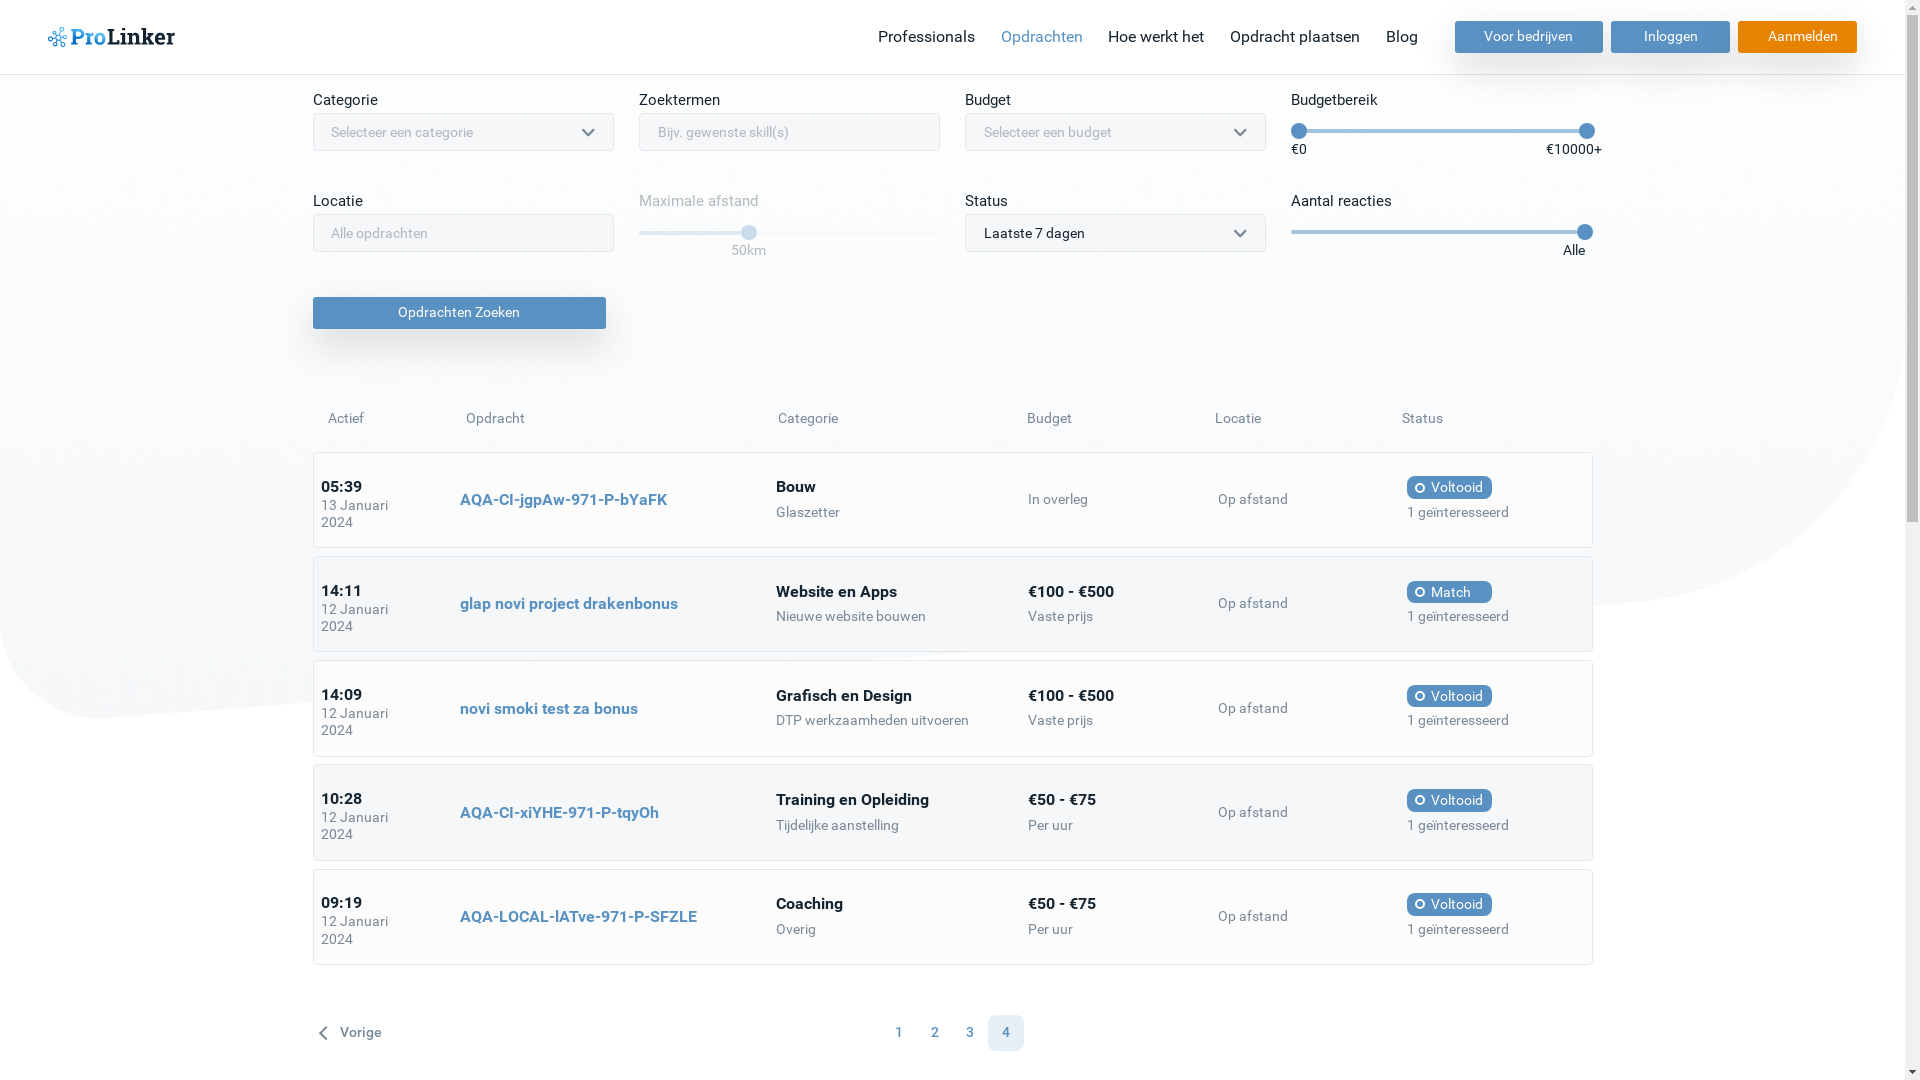 ProLinker
Professionals Opdrachten Hoe werkt het Opdracht plaatsen Blog Voor bedrijven Inloggen Aanmelden
Categorie Zoektermen Budget Budgetbereik
Selecteer een categorie Bijv. gewenste skill(s) Selecteer een budget
€0 €10000+
Locatie Maximale afstand Status Aantal reacties
Alle opdrachten Laatste 7 dagen
50km Alle
Opdrachten Zoeken
Actief Opdracht Categorie Budget Locatie Status
05:39
13 Januari
2024
AQA-CI-jgpAw-971-P-bYaFK
Bouw
Glaszetter
In overleg
Op afstand
Voltooid
1 geïnteresseerd
14:11
12 Januari
2024
glap novi project drakenbonus
Website en Apps
Nieuwe website bouwen
€100 - €500
Vaste prijs
Op afstand
Match
1 geïnteresseerd
14:09
12 Januari
2024
novi smoki test za bonus
Grafisch en Design
DTP werkzaamheden uitvoeren
€100 - €500
Vaste prijs
Op afstand
Voltooid
1 geïnteresseerd
10:28
12 Januari
2024
AQA-CI-xiYHE-971-P-tqyOh
Training en Opleiding
Tijdelijke aanstelling
€50 - €75
Per uur
Op afstand
Voltooid
1 geïnteresseerd
09:19
12 Januari
2024
AQA-LOCAL-lATve-971-P-SFZLE
Coaching
Overig
€50 - €75
Per uur
Op afstand
Voltooid
1 geïnteresseerd
Vorige 1 2 3 4